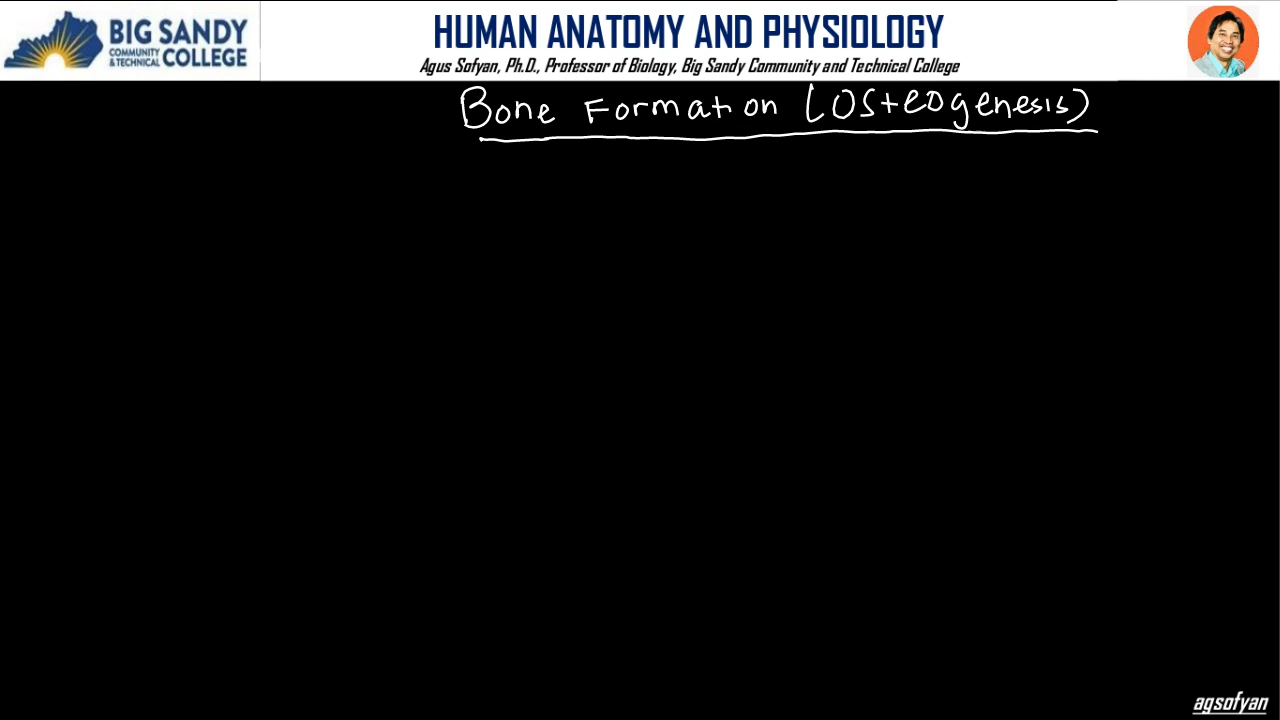 BIG SANDY
COMMUNITY
& TECHNICAL COLLEGE
HUMAN ANATOMY AND PHYSIOLOGY
Agus Sofyan, Ph.D., Professor of Biology, Big Sandy Community and Technical College
Bone Formation (Osteogenesis)
agsofyan